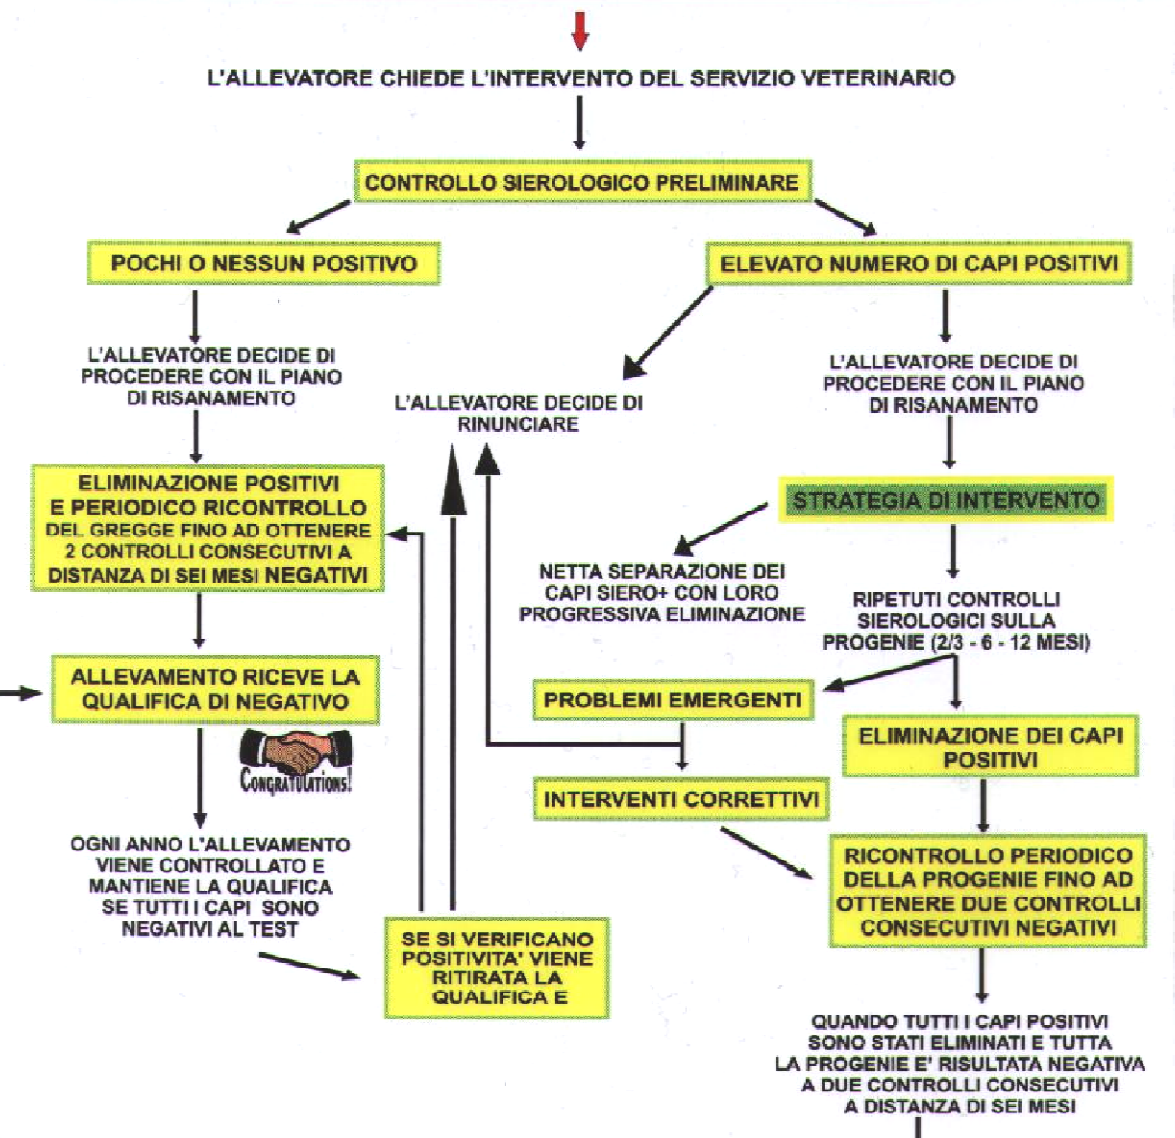 L'ALLEVATORE CHIEDE L'INTERVENTO DEL SERVIZIO VETERINARIO
CONTROLLO SIEROLOGICO PRELIMINARE
POCHI O NESSUN POSITIVO
ELEVATO NUMERO DI CAPI POSITIVI
L'ALLEVATORE DECIDE DI
PROCEDERE CON IL PIANO
DI RISANAMENTO
L'ALLEVATORE DECIDE DI
RINUNCIARE
L'ALLEVATORE DECIDE DI
PROCEDERE CON IL PIANO
DI RISANAMENTO
ELIMINAZIONE POSITIVI
E PERIODICO RICONTROLLO
DEL GREGGE FINO AD OTTENERE
2 CONTROLLI CONSECUTIVI A
DISTANZA DI SEI MESI NEGATIVI
STRATEGIA DI INTERVENTO
NETTA SEPARAZIONE DEI
CAPI SIERO+ CON LORO
PROGRESSIVA ELIMINAZIONE
RIPETUTI CONTROLLI
SIEROLOGICI SULLA
PROGENIE (2/3 - 6 - 12 MESI)
ALLEVAMENTO RICEVE LA
QUALIFICA DI NEGATIVO
CONGRATULATIONS!
PROBLEMI EMERGENTI
ELIMINAZIONE DEI CAPI
POSITIVI
INTERVENTI CORRETTIVI
OGNI ANNO L'ALLEVAMENTO
VIENE CONTROLLATO E
MANTIENE LA QUALIFICA
SE TUTTI I CAPI SONO
NEGATIVI AL TEST
RICONTROLLO PERIODICO
DELLA PROGENIE FINO AD
OTTENERE DUE CONTROLLI
CONSECUTIVI NEGATIVI
SE SI VERIFICANO
POSITIVITA' VIENE
RITIRATA LA
QUALIFICA E
QUANDO TUTTI I CAPI POSITIVI
SONO STATI ELIMINATI E TUTTA
LA PROGENIE E' RISULTATA NEGATIVA
A DUE CONTROLLI CONSECUTIVI
A DISTANZA DI SEI MESI